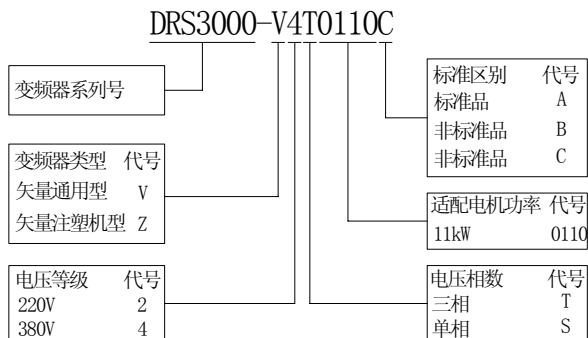 DRS3000-V4T0110C
变频器系列号
变频器类型 代号
矢量通用型 V
矢量注塑机型 Z
电压等级 代号
220V 2
380V 4
标准区别 代号
标准品 A
非标准品 B
非标准品 C
适配电机功率 代号
11kW 0110
电压相数 代号
三相 T
单相 S